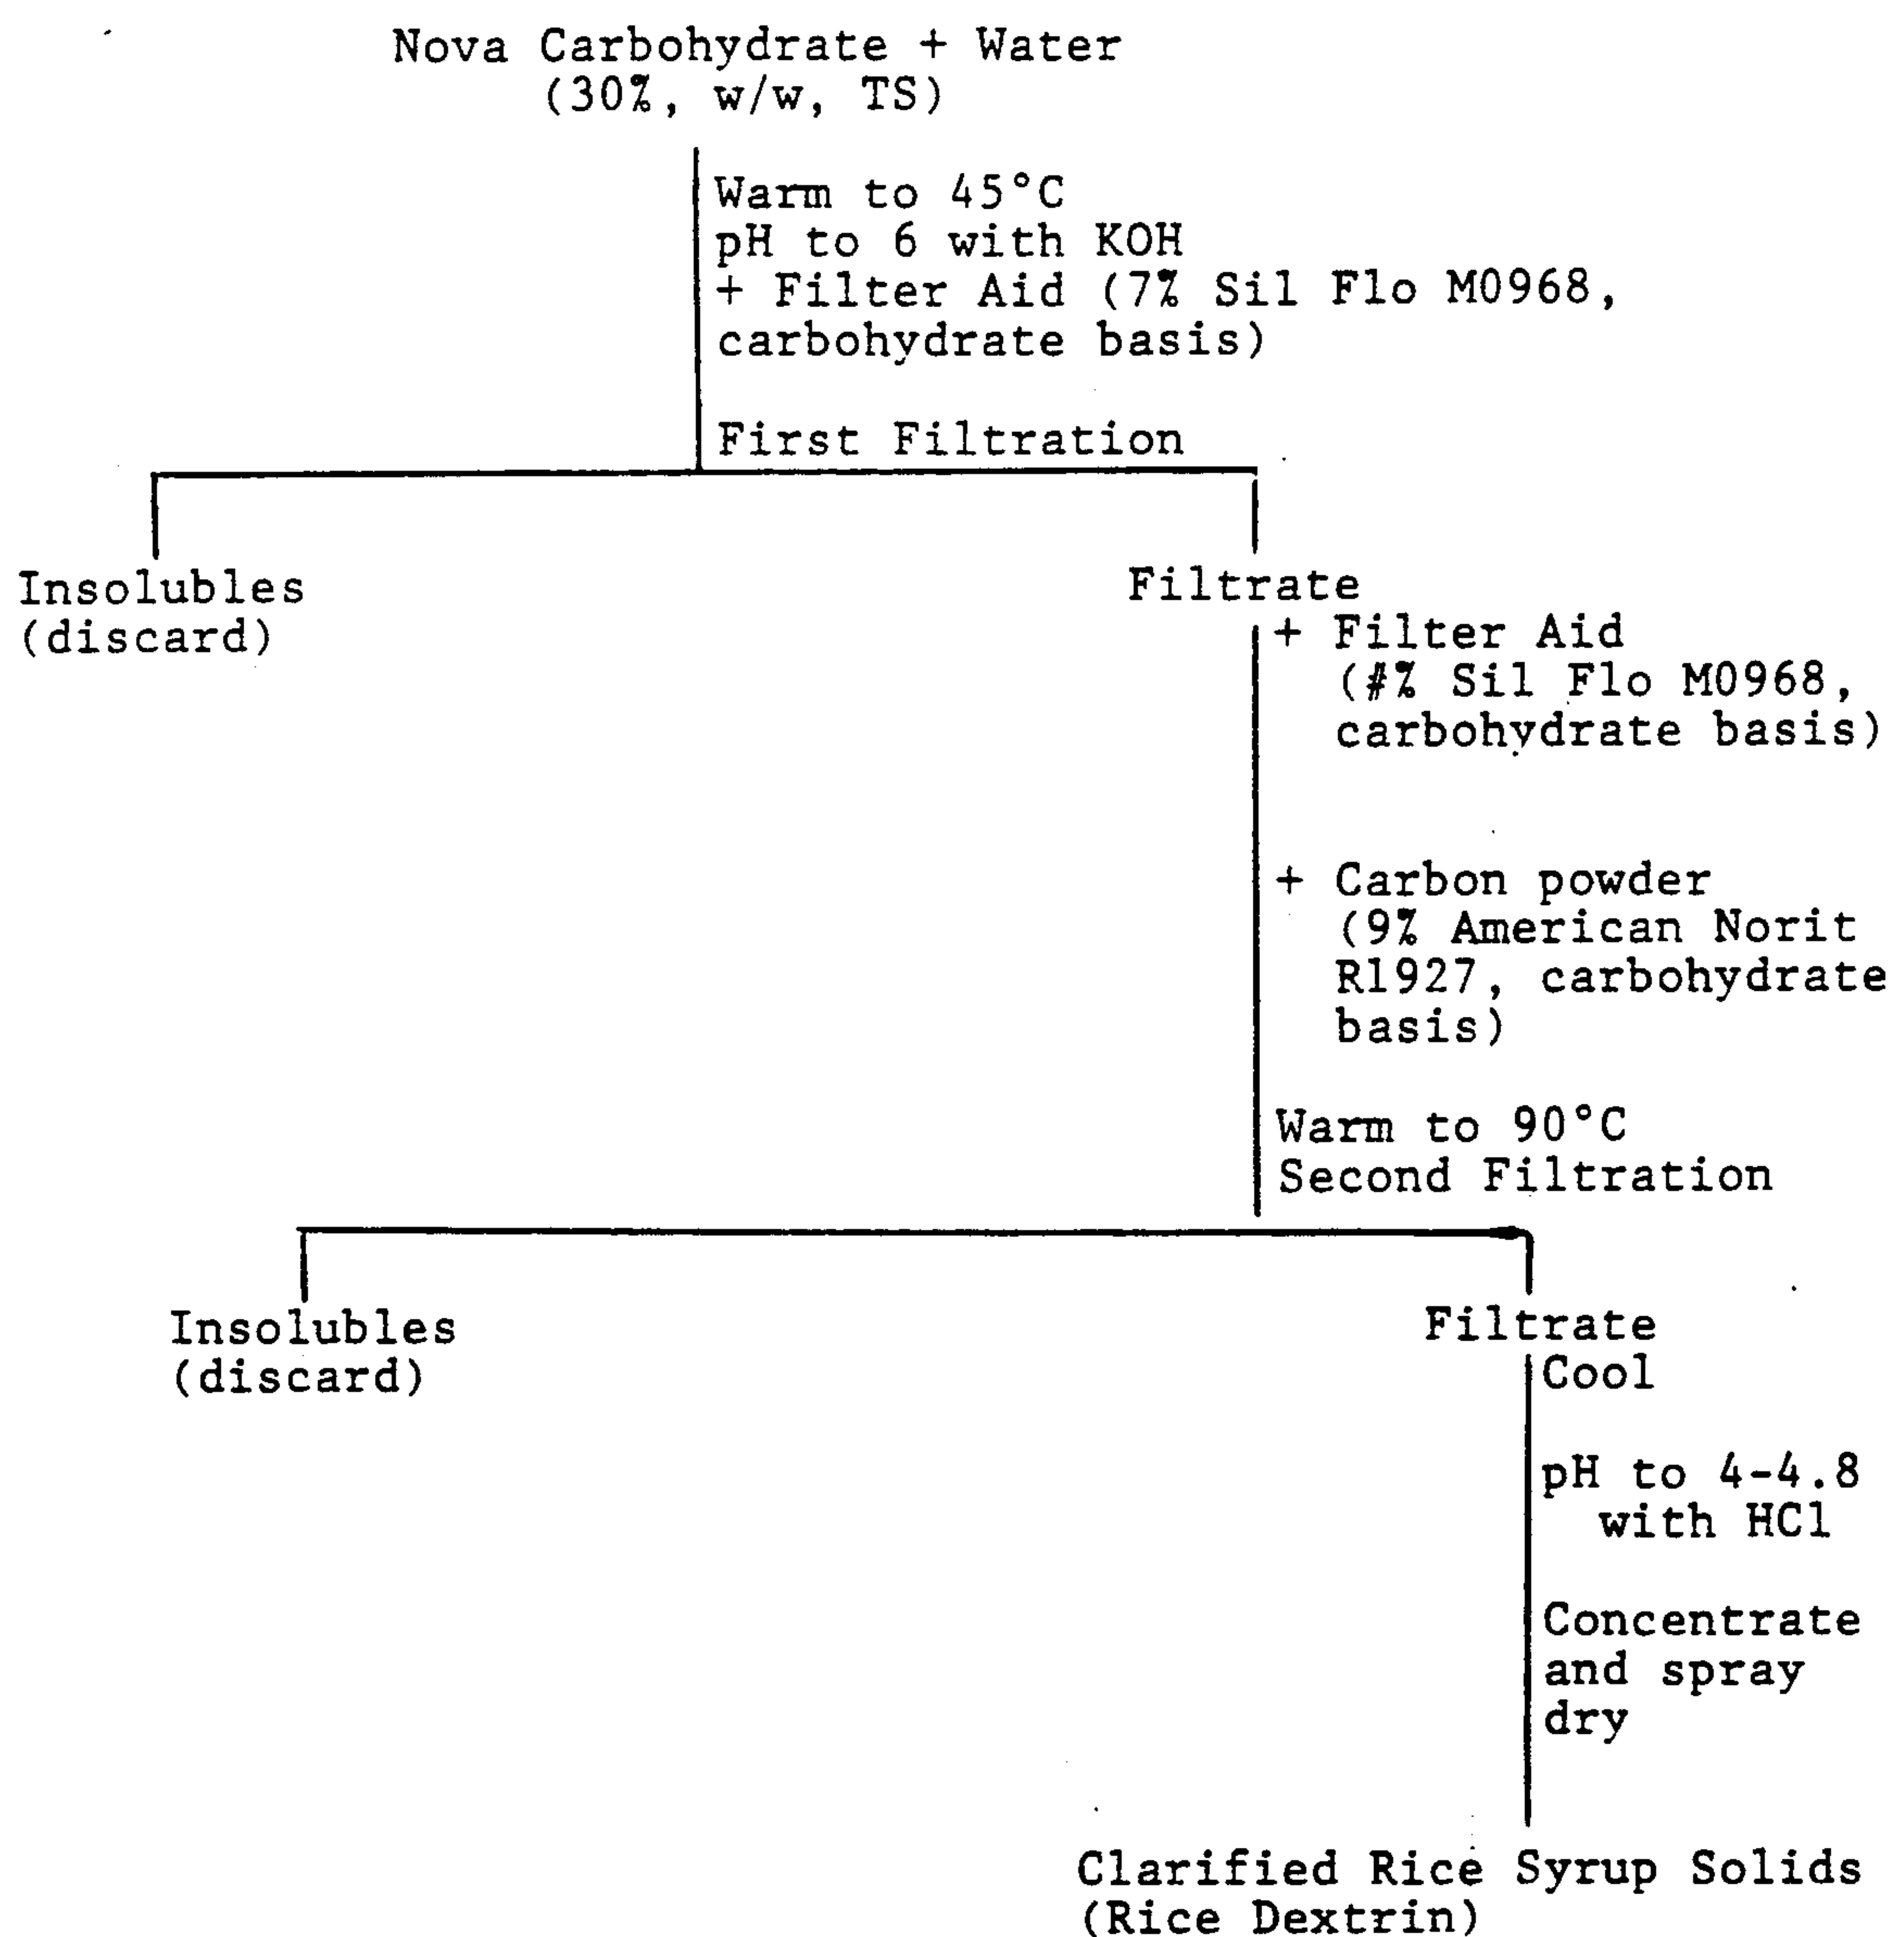 Nova Carbohydrate + Water
(30%, w/w, TS)
Warm to 45°C
pH to 6 with KOH
+ Filter Aid (7% Sil Flo M0968,
carbohydrate basis)
First Filtration
Insolubles
(discard)
Filtrate
+ Filter Aid
(#% Sil Flo M0968,
carbohydrate basis)
+ Carbon powder
(9% American Norit
R1927, carbohydrate
basis)
Warm to 90°C
Second Filtration
Insolubles
(discard)
Filtrate
Cool
pH to 4-4.8
with HCl
Concentrate
and spray
dry
Clarified Rice Syrup Solids
(Rice Dextrin)